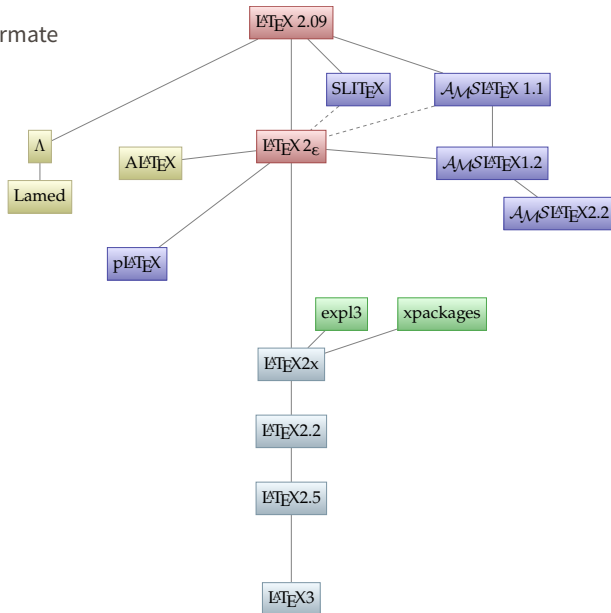 LATEX 2.09
rmate
SLITEX
AMSLATEX 1.1
Λ
ALATEX
LATEX 2ε
AMSLATEX1.2
Lamed
AMSLATEX2.2
pLATEX
expl3
xpackages
LATEX2x
LATEX2.2
LATEX2.5
LATEX3